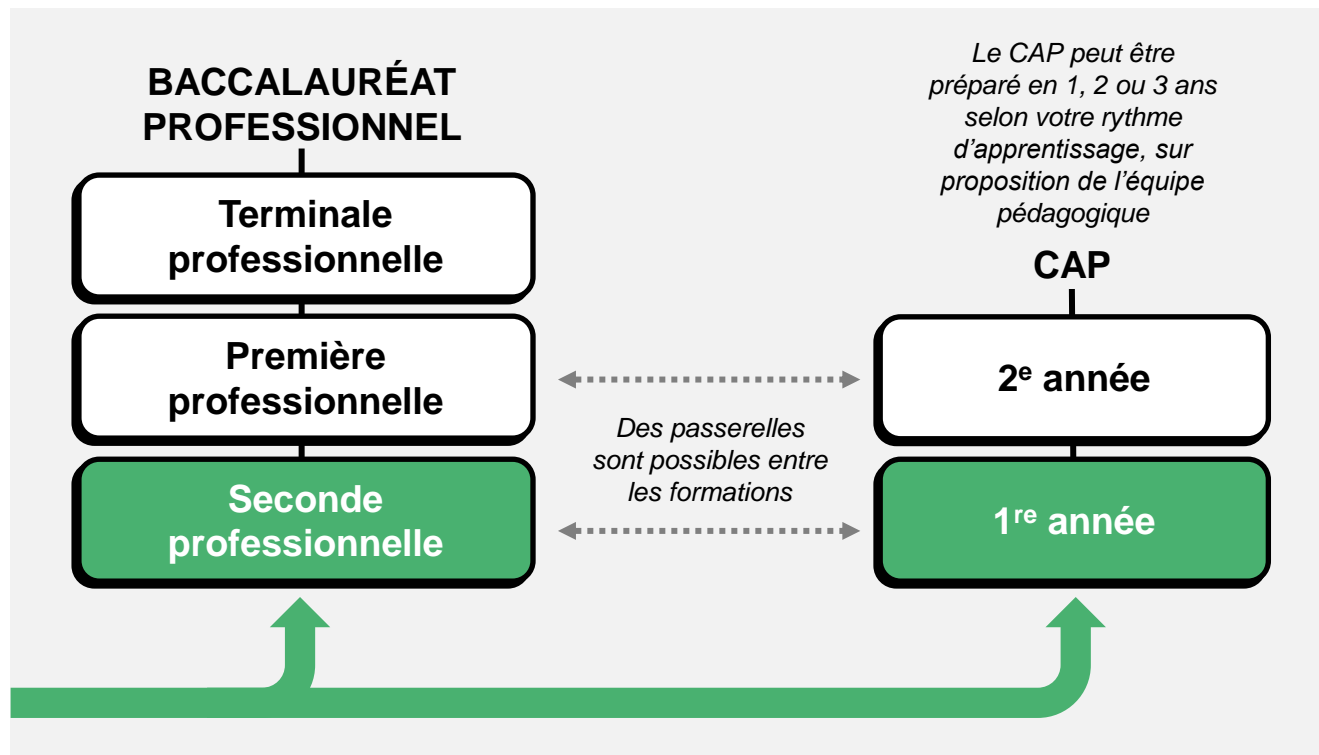 BACCALAURÉAT
PROFESSIONNEL
Terminale
professionnelle
Première
professionnelle
Seconde
professionnelle
Des passerelles
sont possibles entre
les formations
Le CAP peut être
préparé en 1, 2 ou 3 ans
selon votre rythme
d’apprentissage, sur
proposition de l’équipe
pédagogique
CAP
2e année
1re année